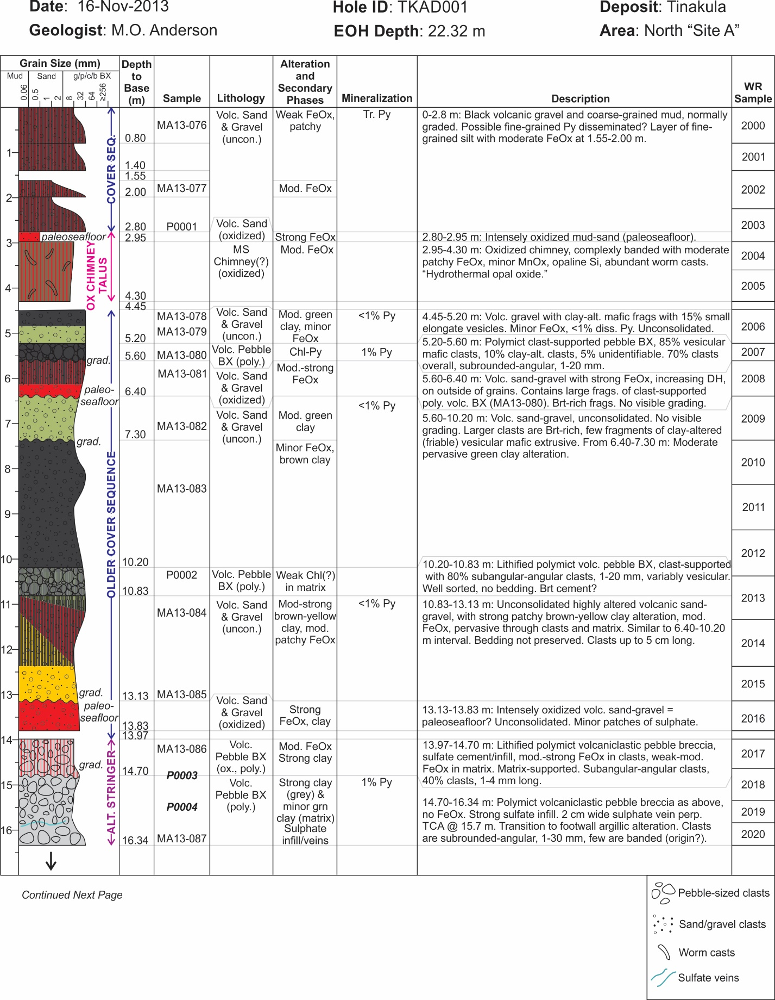 Date: 16-Nov-2013
Hole ID: TKAD001
Deposit: Tinakula
Geologist: M.O. Anderson
EOH Depth: 22.32 m
Area: North “Site A”
Grain Size (mm)
Mud
Sand
g/p/c/b BX
0.06
0.5
1
2
8
32
64
≥256
Depth
to
Base
(m)
Sample
Lithology
Alteration
and
Secondary
Phases
Mineralization
Description
WR
Sample
1
2
3
4
5
6
7
8
9
10
11
12
13
14
15
16
COVER SEQ.
paleoseafloor
OX CHIMNEY
TALUS
grad.
paleo-
seafloor
grad.
OLDER COVER SEQUENCE
grad.
paleo-
seafloor
grad.
ALT. STRINGER
0.80
1.40
1.55
2.00
2.80
2.95
4.30
4.45
5.20
5.60
6.40
7.30
10.20
10.83
13.13
13.83
13.97
14.70
16.34
MA13-076
MA13-077
P0001
MA13-078
MA13-079
MA13-080
MA13-081
MA13-082
MA13-083
P0002
MA13-084
MA13-085
MA13-086
P0003
P0004
MA13-087
Volc. Sand
& Gravel
(uncon.)
Volc. Sand
(oxidized)
MS
Chimney(?)
(oxidized)
Volc. Sand
& Gravel
(uncon.)
Volc. Pebble
BX (poly.)
Volc. Sand
& Gravel
(oxidized)
Volc. Sand
& Gravel
(uncon.)
Volc. Pebble
BX (poly.)
Volc. Sand
& Gravel
(uncon.)
Volc. Sand
& Gravel
(oxidized)
Volc.
Pebble BX
(ox., poly.)
Volc.
Pebble BX
(poly.)
Weak FeOx,
patchy
Mod. FeOx
Strong FeOx
Mod. FeOx
Mod. green
clay, minor
FeOx
Chl-Py
Mod.-strong
FeOx
Mod. green
clay
Minor FeOx,
brown clay
Weak Chl(?)
in matrix
Mod-strong
brown-yellow
clay, mod.
patchy FeOx
Strong
FeOx, clay
Mod. FeOx
Strong clay
Strong clay
(grey) &
minor grn
clay (matrix)
Sulphate
infill/veins
Tr. Py
<1% Py
1% Py
<1% Py
<1% Py
1% Py
0-2.8 m: Black volcanic gravel and coarse-grained mud, normally
graded. Possible fine-grained Py disseminated? Layer of fine-
grained silt with moderate FeOx at 1.55-2.00 m.
2.80-2.95 m: Intensely oxidized mud-sand (paleoseafloor).
2.95-4.30 m: Oxidized chimney, complexly banded with moderate
patchy FeOx, minor MnOx, opaline Si, abundant worm casts.
“Hydrothermal opal oxide.”
4.45-5.20 m: Volc. gravel with clay-alt. mafic frags with 15% small
elongate vesicles. Minor FeOx, <1% diss. Py. Unconsolidated.
5.20-5.60 m: Polymict clast-supported pebble BX, 85% vesicular
mafic clasts, 10% clay-alt. clasts, 5% unidentifiable. 70% clasts
overall, subrounded-angular, 1-20 mm.
5.60-6.40 m: Volc. sand-gravel with strong FeOx, increasing DH,
on outside of grains. Contains large frags. of clast-supported
poly. volc. BX (MA13-080). Brt-rich frags. No visible grading.
5.60-10.20 m: Volc. sand-gravel, unconsolidated. No visible
grading. Larger clasts are Brt-rich, few fragments of clay-altered
(friable) vesicular mafic extrusive. From 6.40-7.30 m: Moderate
pervasive green clay alteration.
10.20-10.83 m: Lithified polymict volc. pebble BX, clast-supported
with 80% subangular-angular clasts, 1-20 mm, variably vesicular.
Well sorted, no bedding. Brt cement?
10.83-13.13 m: Unconsolidated highly altered volcanic sand-
gravel, with strong patchy brown-yellow clay alteration, mod.
FeOx, pervasive through clasts and matrix. Similar to 6.40-10.20
m interval. Bedding not preserved. Clasts up to 5 cm long.
13.13-13.83 m: Intensely oxidized volc. sand-gravel =
paleoseafloor? Unconsolidated. Minor patches of sulphate.
13.97-14.70 m: Lithified polymict volcaniclastic pebble breccia,
sulfate cement/infill, mod.-strong FeOx in clasts, weak-mod.
FeOx in matrix. Matrix-supported. Subangular-angular clasts,
40% clasts, 1-4 mm long.
14.70-16.34 m: Polymict volcaniclastic pebble breccia as above,
no FeOx. Strong sulfate infill. 2 cm wide sulphate vein perp.
TCA @ 15.7 m. Transition to footwall argillic alteration. Clasts
are subrounded-angular, 1-30 mm, few are banded (origin?).
2000
2001
2002
2003
2004
2005
2006
2007
2008
2009
2010
2011
2012
2013
2014
2015
2016
2017
2018
2019
2020
Continued Next Page
Pebble-sized clasts
Sand/gravel clasts
Worm casts
Sulfate veins